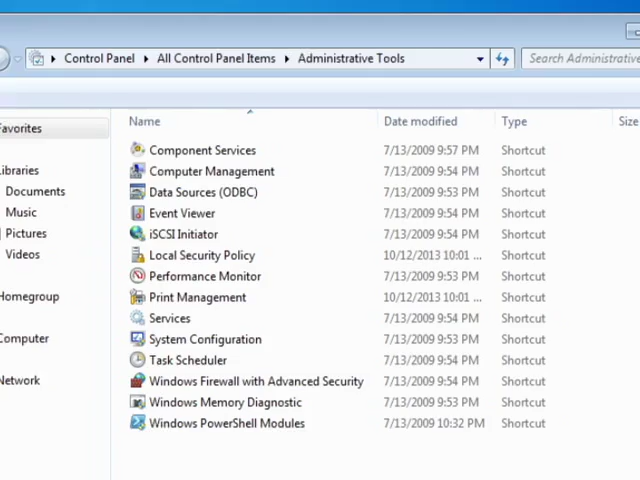 Control Panel All Control Panel Items Administrative Tools Search Administrative
Favorites
Libraries
Documents
Music
Pictures
Videos
Homegroup
Computer
Network
Name Date modified Type Size
Component Services 7/13/2009 9:57 PM Shortcut
Computer Management 7/13/2009 9:54 PM Shortcut
Data Sources (ODBC) 7/13/2009 9:53 PM Shortcut
Event Viewer 7/13/2009 9:54 PM Shortcut
iSCSI Initiator 7/13/2009 9:54 PM Shortcut
Local Security Policy 10/12/2013 10:01 ... Shortcut
Performance Monitor 7/13/2009 9:53 PM Shortcut
Print Management 10/12/2013 10:01 ... Shortcut
Services 7/13/2009 9:54 PM Shortcut
System Configuration 7/13/2009 9:53 PM Shortcut
Task Scheduler 7/13/2009 9:54 PM Shortcut
Windows Firewall with Advanced Security 7/13/2009 9:54 PM Shortcut
Windows Memory Diagnostic 7/13/2009 9:53 PM Shortcut
Windows PowerShell Modules 7/13/2009 10:32 PM Shortcut